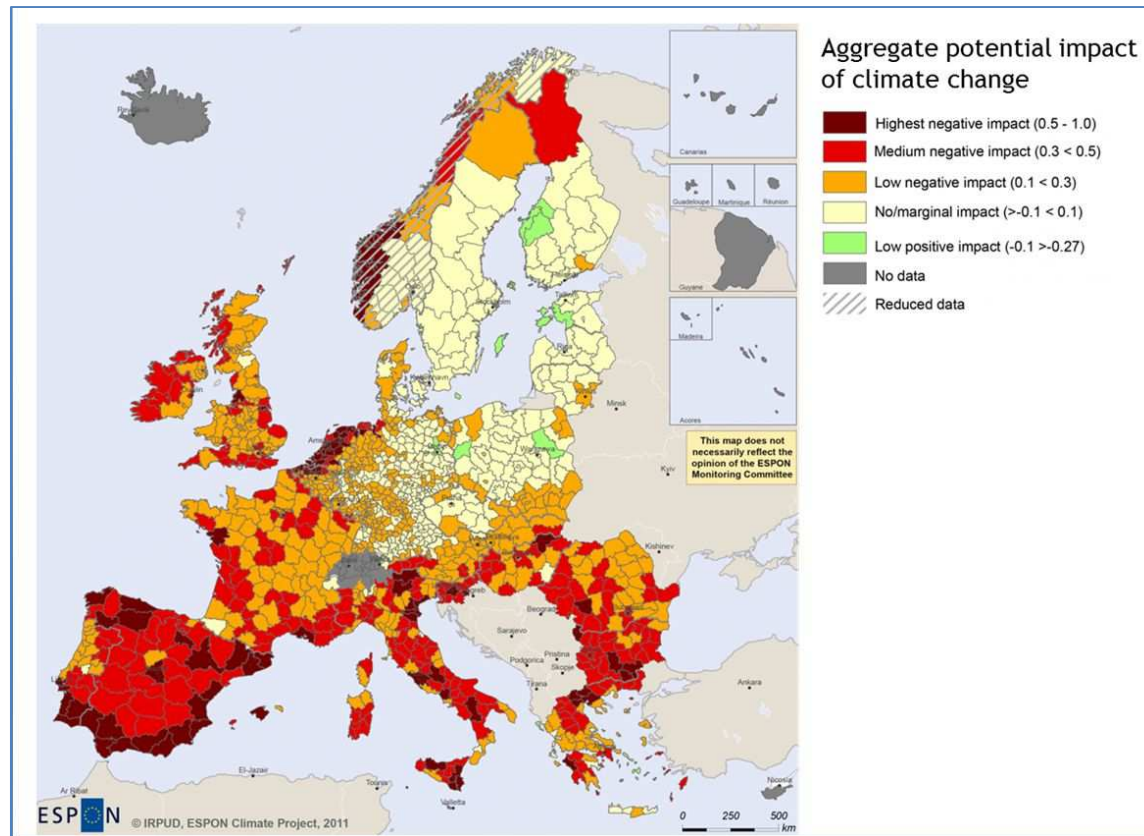 Aggregate potential impact
of climate change
Highest negative impact (0.5 - 1.0)
Medium negative impact (0.3 < 0.5)
Low negative impact (0.1 < 0.3)
No/marginal impact (>-0.1 < 0.1)
Low positive impact (-0.1 >-0.27)
No data
Reduced data
Reykjavik
Canarias
Guadeloupe
Martinique
Réunion
Guyane
Madeira
Acores
This map does not
necessarily reflect the
opinion of the ESPON
Monitoring Committee
Tallinn
Riga
Minsk
Kyiv
Kishinev
Beograd
Sarajevo
Podgorica
Pristina
Skopje
Tirana
Ankara
Nicosia
Ar Ribat
El-Jazair
Tounis
Valletta
ESPON
© IRPUD, ESPON Climate Project, 2011
0 250 500
km